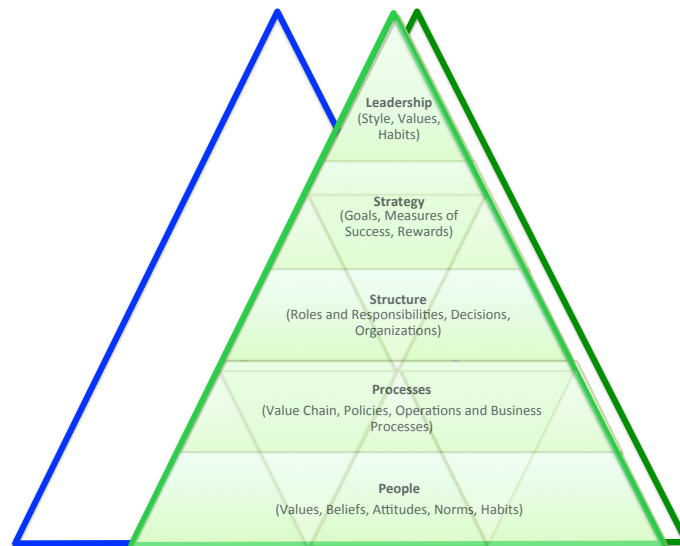 Leadership
(Style, Values,
Habits)
Strategy
(Goals, Measures of
Success, Rewards)
Structure
(Roles and Responsibilities, Decisions,
Organizations)
Processes
(Value Chain, Policies, Operations and Business
Processes)
People
(Values, Beliefs, Attitudes, Norms, Habits)